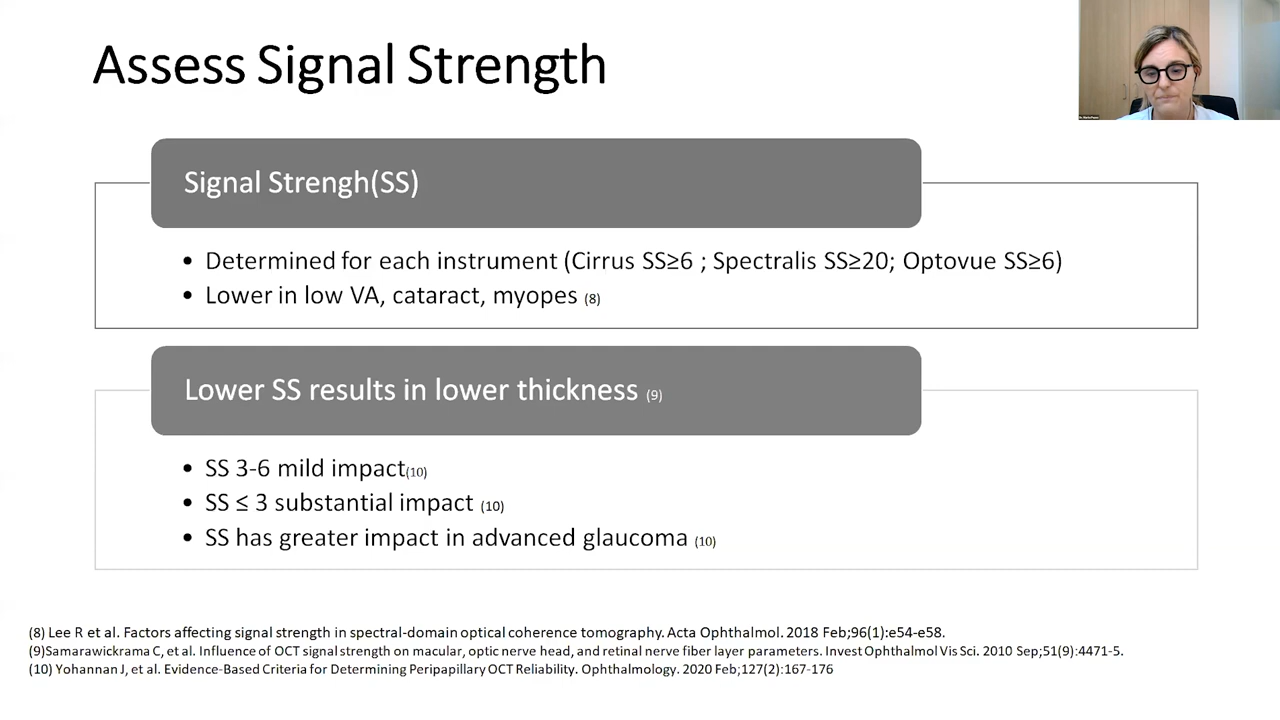 Assess Signal Strength
Signal Strengh(SS)
• Determined for each instrument (Cirrus SS≥6 ; Spectralis SS≥20; Optovue SS≥6)
• Lower in low VA, cataract, myopes (8)
Lower SS results in lower thickness (9)
• SS 3-6 mild impact(10)
• SS ≤ 3 substantial impact (10)
• SS has greater impact in advanced glaucoma (10)
(8) Lee R et al. Factors affecting signal strength in spectral-domain optical coherence tomography. Acta Ophthalmol. 2018 Feb;96(1):e54-e58.
(9)Samarawickrama C, et al. Influence of OCT signal strength on macular, optic nerve head, and retinal nerve fiber layer parameters. Invest Ophthalmol Vis Sci. 2010 Sep;51(9):4471-5.
(10) Yohannan J, et al. Evidence-Based Criteria for Determining Peripapillary OCT Reliability. Ophthalmology. 2020 Feb;127(2):167-176